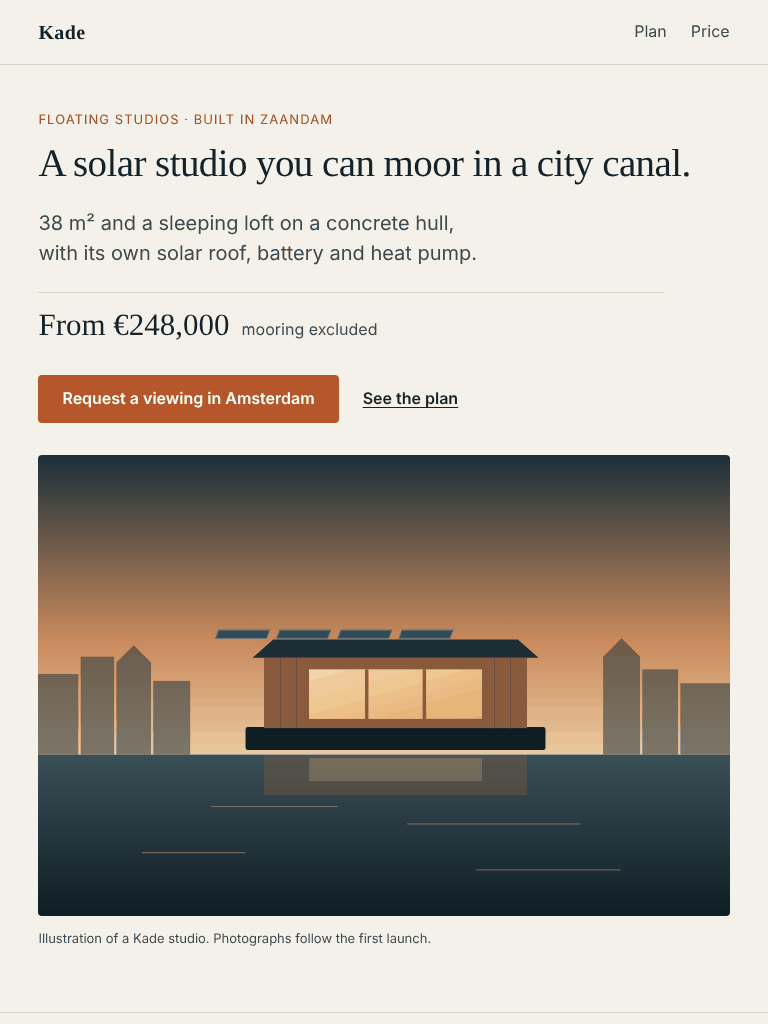 Kade
Plan Price
FLOATING STUDIOS · BUILT IN ZAANDAM
A solar studio you can moor in a city canal.
38 m² and a sleeping loft on a concrete hull,
with its own solar roof, battery and heat pump.
From €248,000 mooring excluded
Request a viewing in Amsterdam See the plan
Illustration of a Kade studio. Photographs follow the first launch.